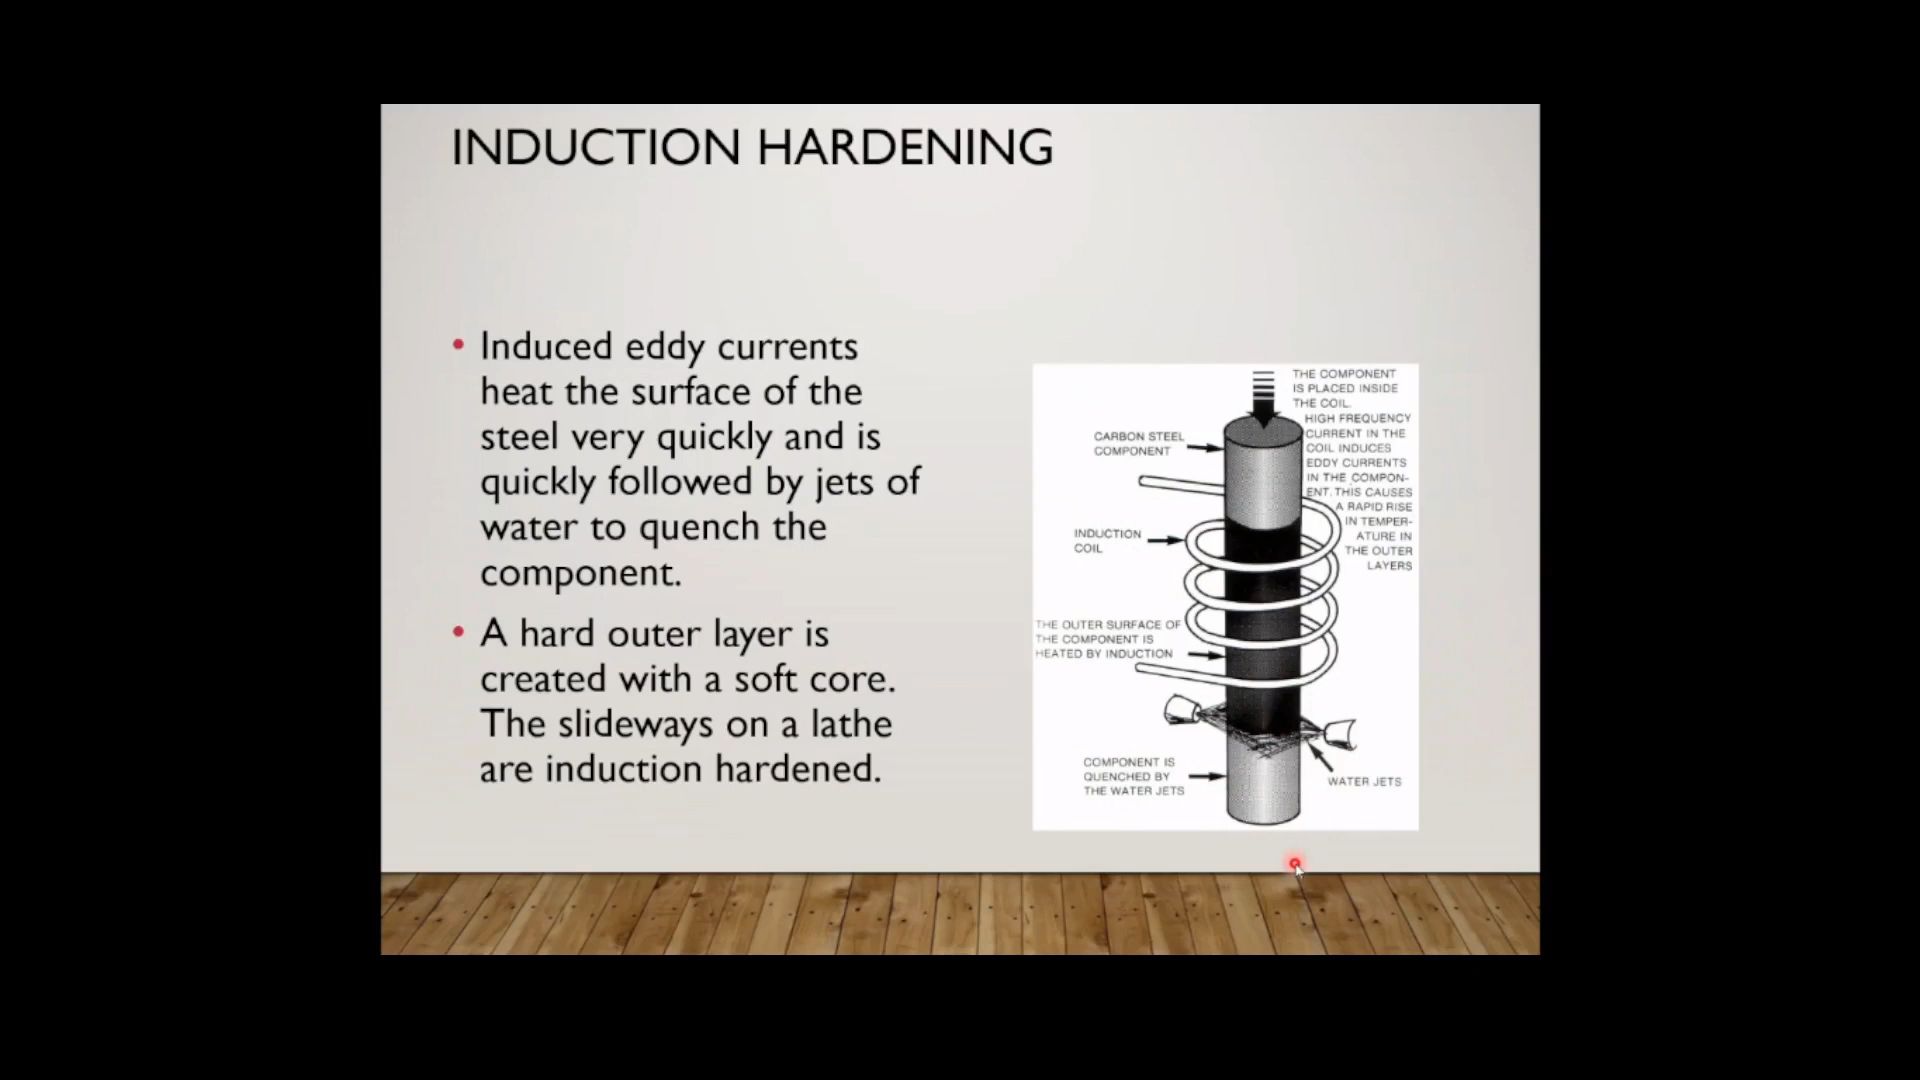 INDUCTION HARDENING
• Induced eddy currents
heat the surface of the
steel very quickly and is
quickly followed by jets of
water to quench the
component.
• A hard outer layer is
created with a soft core.
The slideways on a lathe
are induction hardened.
THE COMPONENT
IS PLACED INSIDE
THE COIL.
HIGH FREQUENCY
CURRENT IN THE
COIL INDUCES
EDDY CURRENTS
IN THE COMPON-
ENT. THIS CAUSES
A RAPID RISE
IN TEMPER-
ATURE IN
THE OUTER
LAYERS
CARBON STEEL
COMPONENT
INDUCTION
COIL
THE OUTER SURFACE OF
THE COMPONENT IS
HEATED BY INDUCTION
COMPONENT IS
QUENCHED BY
THE WATER JETS
WATER JETS